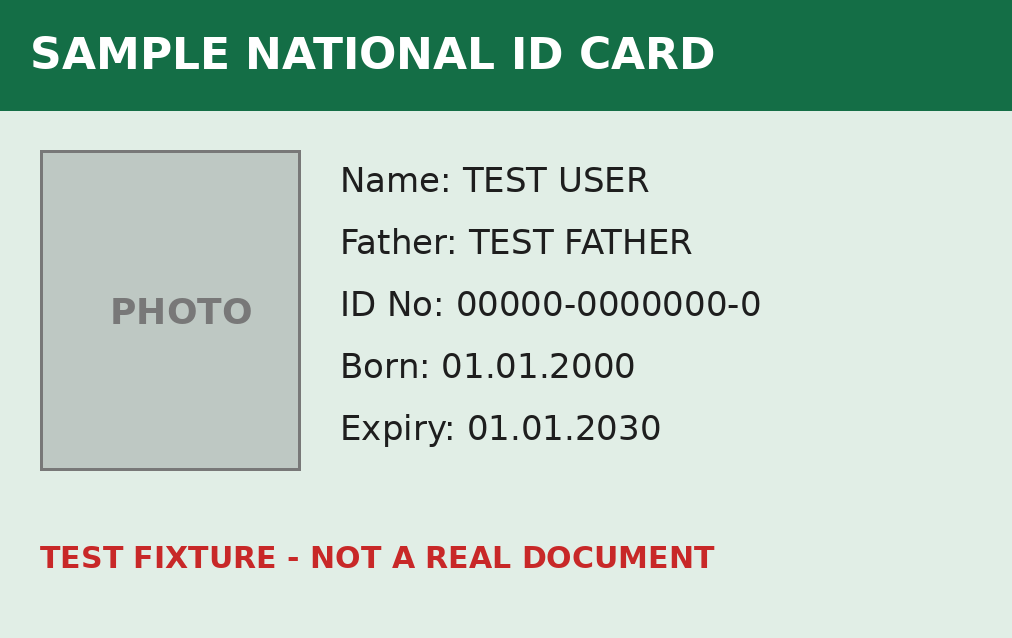 SAMPLE NATIONAL ID CARD
PHOTO
Name: TEST USER
Father: TEST FATHER
ID No: 00000-0000000-0
Born: 01.01.2000
Expiry: 01.01.2030
TEST FIXTURE - NOT A REAL DOCUMENT